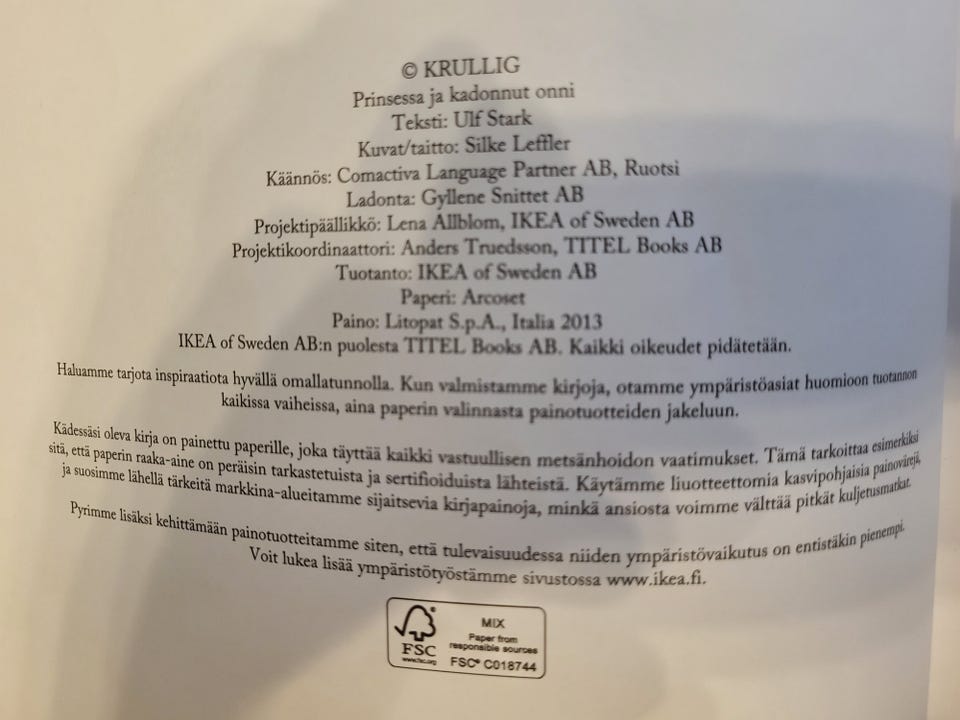 © KRULLIG
Prinsessa ja kadonnut onni
Teksti: Ulf Stark
Kuvat/taitto: Silke Leffler
Käännös: Comactiva Language Partner AB, Ruotsi
Ladonta: Gyllene Snittet AB
Projektipäällikkö: Lena Allblom, IKEA of Sweden AB
Projektikoordinaattori: Anders Truedsson, TITEL Books AB
Tuotanto: IKEA of Sweden AB
Paperi: Arcoset
Paino: Litopat S.p.A., Italia 2013
IKEA of Sweden AB:n puolesta TITEL Books AB. Kaikki oikeudet pidätetään.
Haluamme tarjota inspiraatiota hyvällä omallatunnolla. Kun valmistamme kirjoja, otamme ympäristöasiat huomioon tuotannon
kaikissa vaiheissa, aina paperin valinnasta painotuotteiden jakeluun.
Kädessäsi oleva kirja on painettu paperille, joka täyttää kaikki vastuullisen metsänhoidon vaatimukset. Tämä tarkoittaa esimerkiksi
sitä, että paperin raaka-aine on peräisin tarkastetuista ja sertifioiduista lähteistä. Käytämme liuotteettomia kasvipohjaisia painovärejä,
ja suosimme lähellä tärkeitä markkina-alueitamme sijaitsevia kirjapainoja, minkä ansiosta voimme välttää pitkät kuljetusmatkat.
Pyrimme lisäksi kehittämään painotuotteitamme siten, että tulevaisuudessa niiden ympäristövaikutus on entistäkin pienempi.
Voit lukea lisää ympäristötyöstämme sivustossa www.ikea.fi.
FSC
www.fsc.org
MIX
Paper from
responsible sources
FSC® C018744